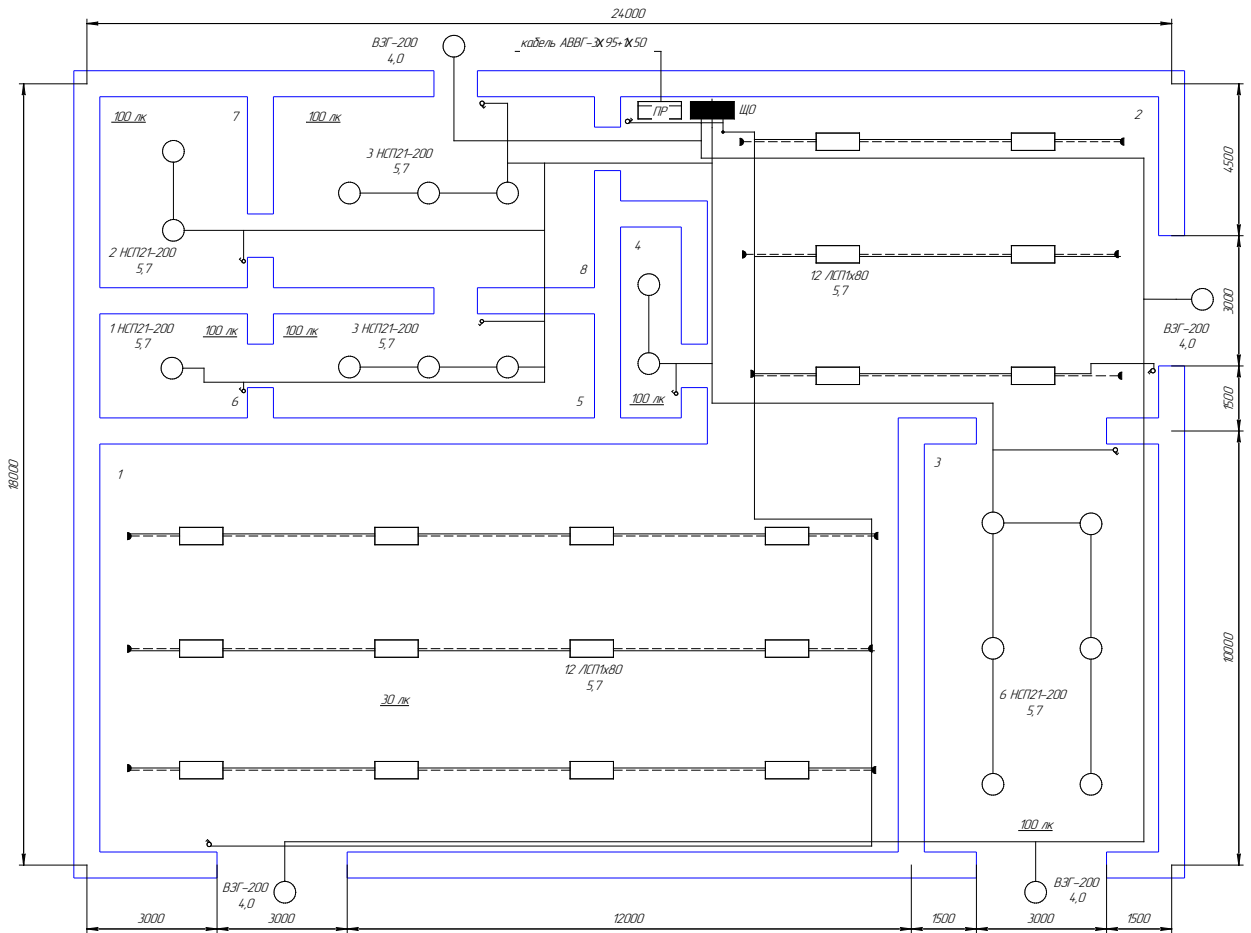 24000
ВЗГ-200
4,0
кабель АВВГ-3х95+1х50
100 лк
7
100 лк
ПР
ЩО
2
3 НСП21-200
5,7
4500
2 НСП21-200
5,7
8
4
12 ЛСП1х80
5,7
3000
ВЗГ-200
4,0
1 НСП21-200
5,7
100 лк
100 лк
3 НСП21-200
5,7
6
5
100 лк
1500
18000
1
3
12 ЛСП1х80
5,7
30 лк
6 НСП21-200
5,7
10000
100 лк
ВЗГ-200
4,0
ВЗГ-200
4,0
3000
3000
12000
1500
3000
1500